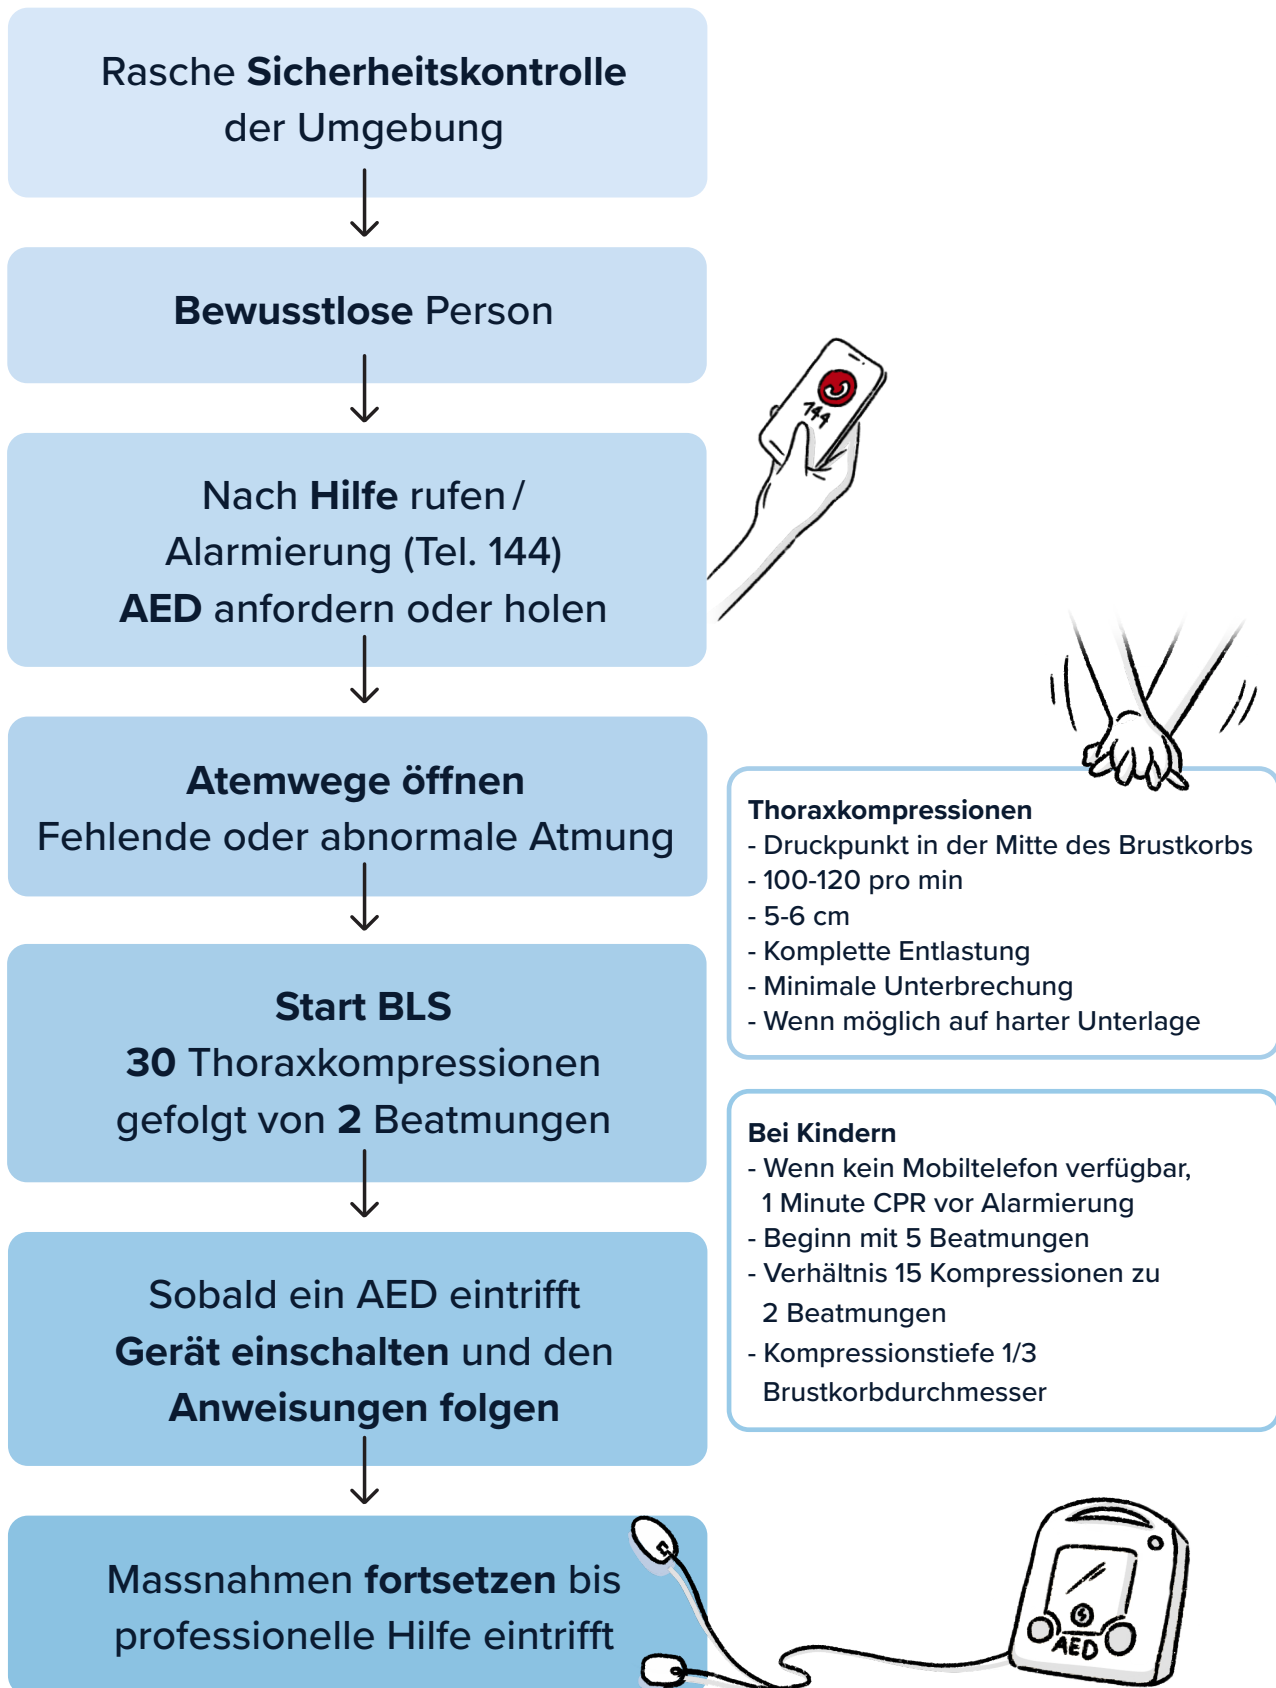 Rasche Sicherheitskontrolle
der Umgebung
Bewusstlose Person
144
Nach Hilfe rufen /
Alarmierung (Tel. 144)
AED anfordern oder holen
Atemwege öffnen
Fehlende oder abnormale Atmung
Thoraxkompressionen
- Druckpunkt in der Mitte des Brustkorbs
- 100-120 pro min
- 5-6 cm
- Komplette Entlastung
- Minimale Unterbrechung
- Wenn möglich auf harter Unterlage
Start BLS
30 Thoraxkompressionen
gefolgt von 2 Beatmungen
Bei Kindern
- Wenn kein Mobiltelefon verfügbar,
1 Minute CPR vor Alarmierung
- Beginn mit 5 Beatmungen
- Verhältnis 15 Kompressionen zu
2 Beatmungen
- Kompressionstiefe 1/3
Brustkorbdurchmesser
Sobald ein AED eintrifft
Gerät einschalten und den
Anweisungen folgen
Massnahmen fortsetzen bis
professionelle Hilfe eintrifft
AED